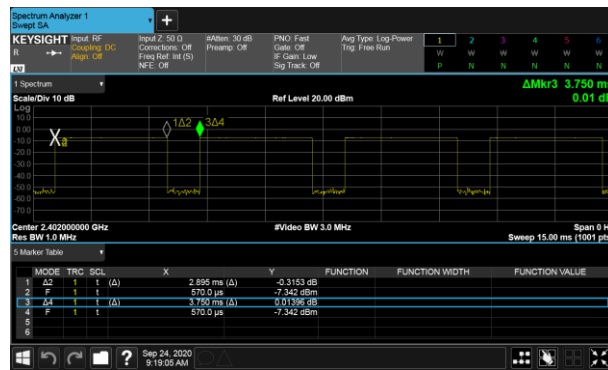 Spectrum Analyzer 1
Swept SA
+
KEYSIGHT Input: RF Input Z: 50 Ω #Atten: 30 dB PNO: Fast Avg Type: Log-Power 1 2 3 4 5 6
R Coupling: DC Corrections: Off Preamp: Off Gate: Off Trig: Free Run W W W W W W
Align: Off Freq Ref: Int (S) IF Gain: Low P N N N N N
LXI NFE: Off Sig Track: Off
1 Spectrum ΔMkr3 3.750 ms
Scale/Div 10 dB Ref Level 20.00 dBm 0.01 dB
Log
10.0 1Δ2 3Δ4
0.00
-10.0 X
-20.0
-30.0
-40.0
-50.0
-60.0
-70.0
Center 2.402000000 GHz #Video BW 3.0 MHz Span 0 H
Res BW 1.0 MHz Sweep 15.00 ms (1001 pts
5 Marker Table
MODE TRC SCL X Y FUNCTION FUNCTION WIDTH FUNCTION VALUE
1 Δ2 1 t (Δ) 2.895 ms (Δ) -0.3153 dB
2 F 1 t 570.0 µs -7.342 dBm
3 Δ4 1 t (Δ) 3.750 ms (Δ) 0.01396 dB
4 F 1 t 570.0 µs -7.342 dBm
5
6
? Sep 24, 2020
9:19:05 AM